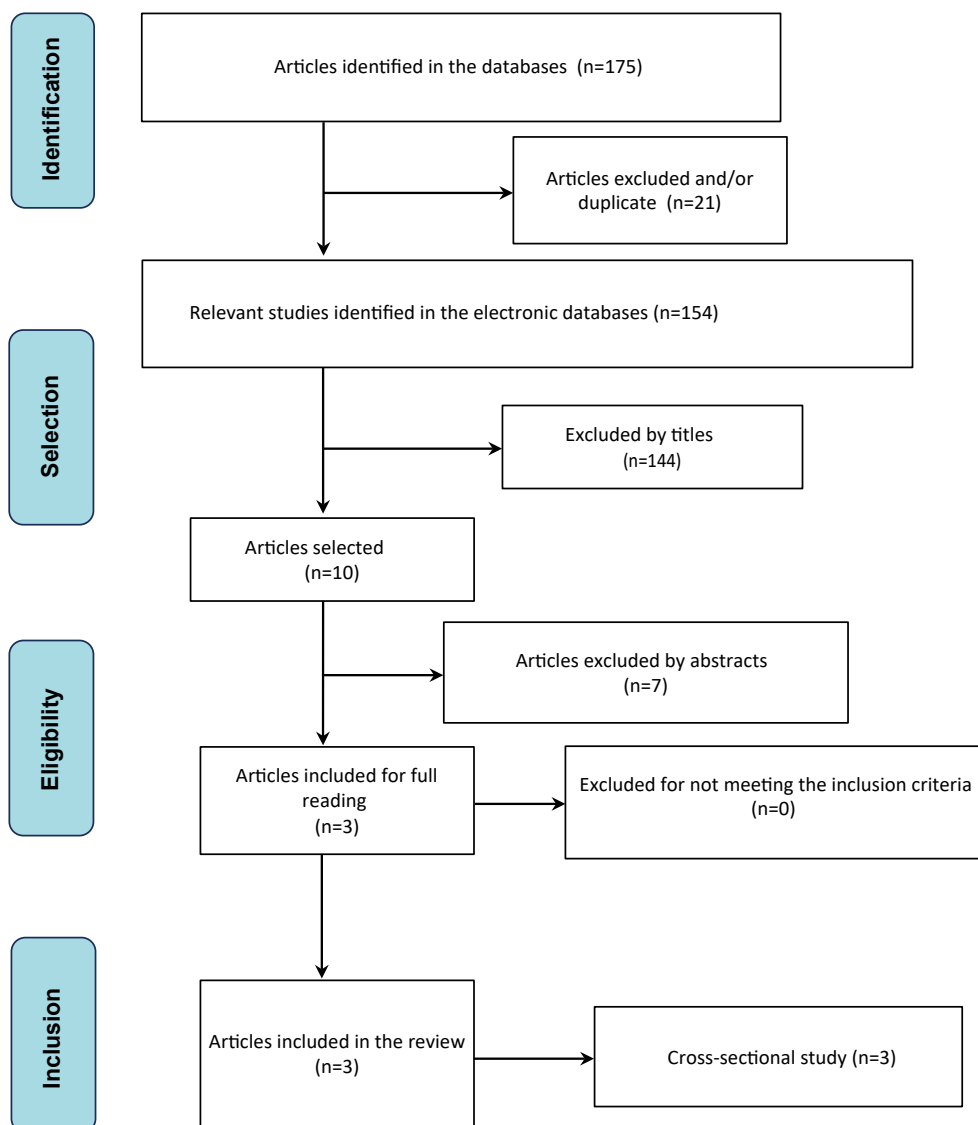 Identification
Articles identified in the databases (n=175)
Articles excluded and/or
duplicate (n=21)
Selection
Relevant studies identified in the electronic databases (n=154)
Excluded by titles
(n=144)
Articles selected
(n=10)
Eligibility
Articles excluded by abstracts
(n=7)
Articles included for full
reading
(n=3)
Excluded for not meeting the inclusion criteria
(n=0)
Inclusion
Articles included in the review
(n=3)
Cross-sectional study (n=3)